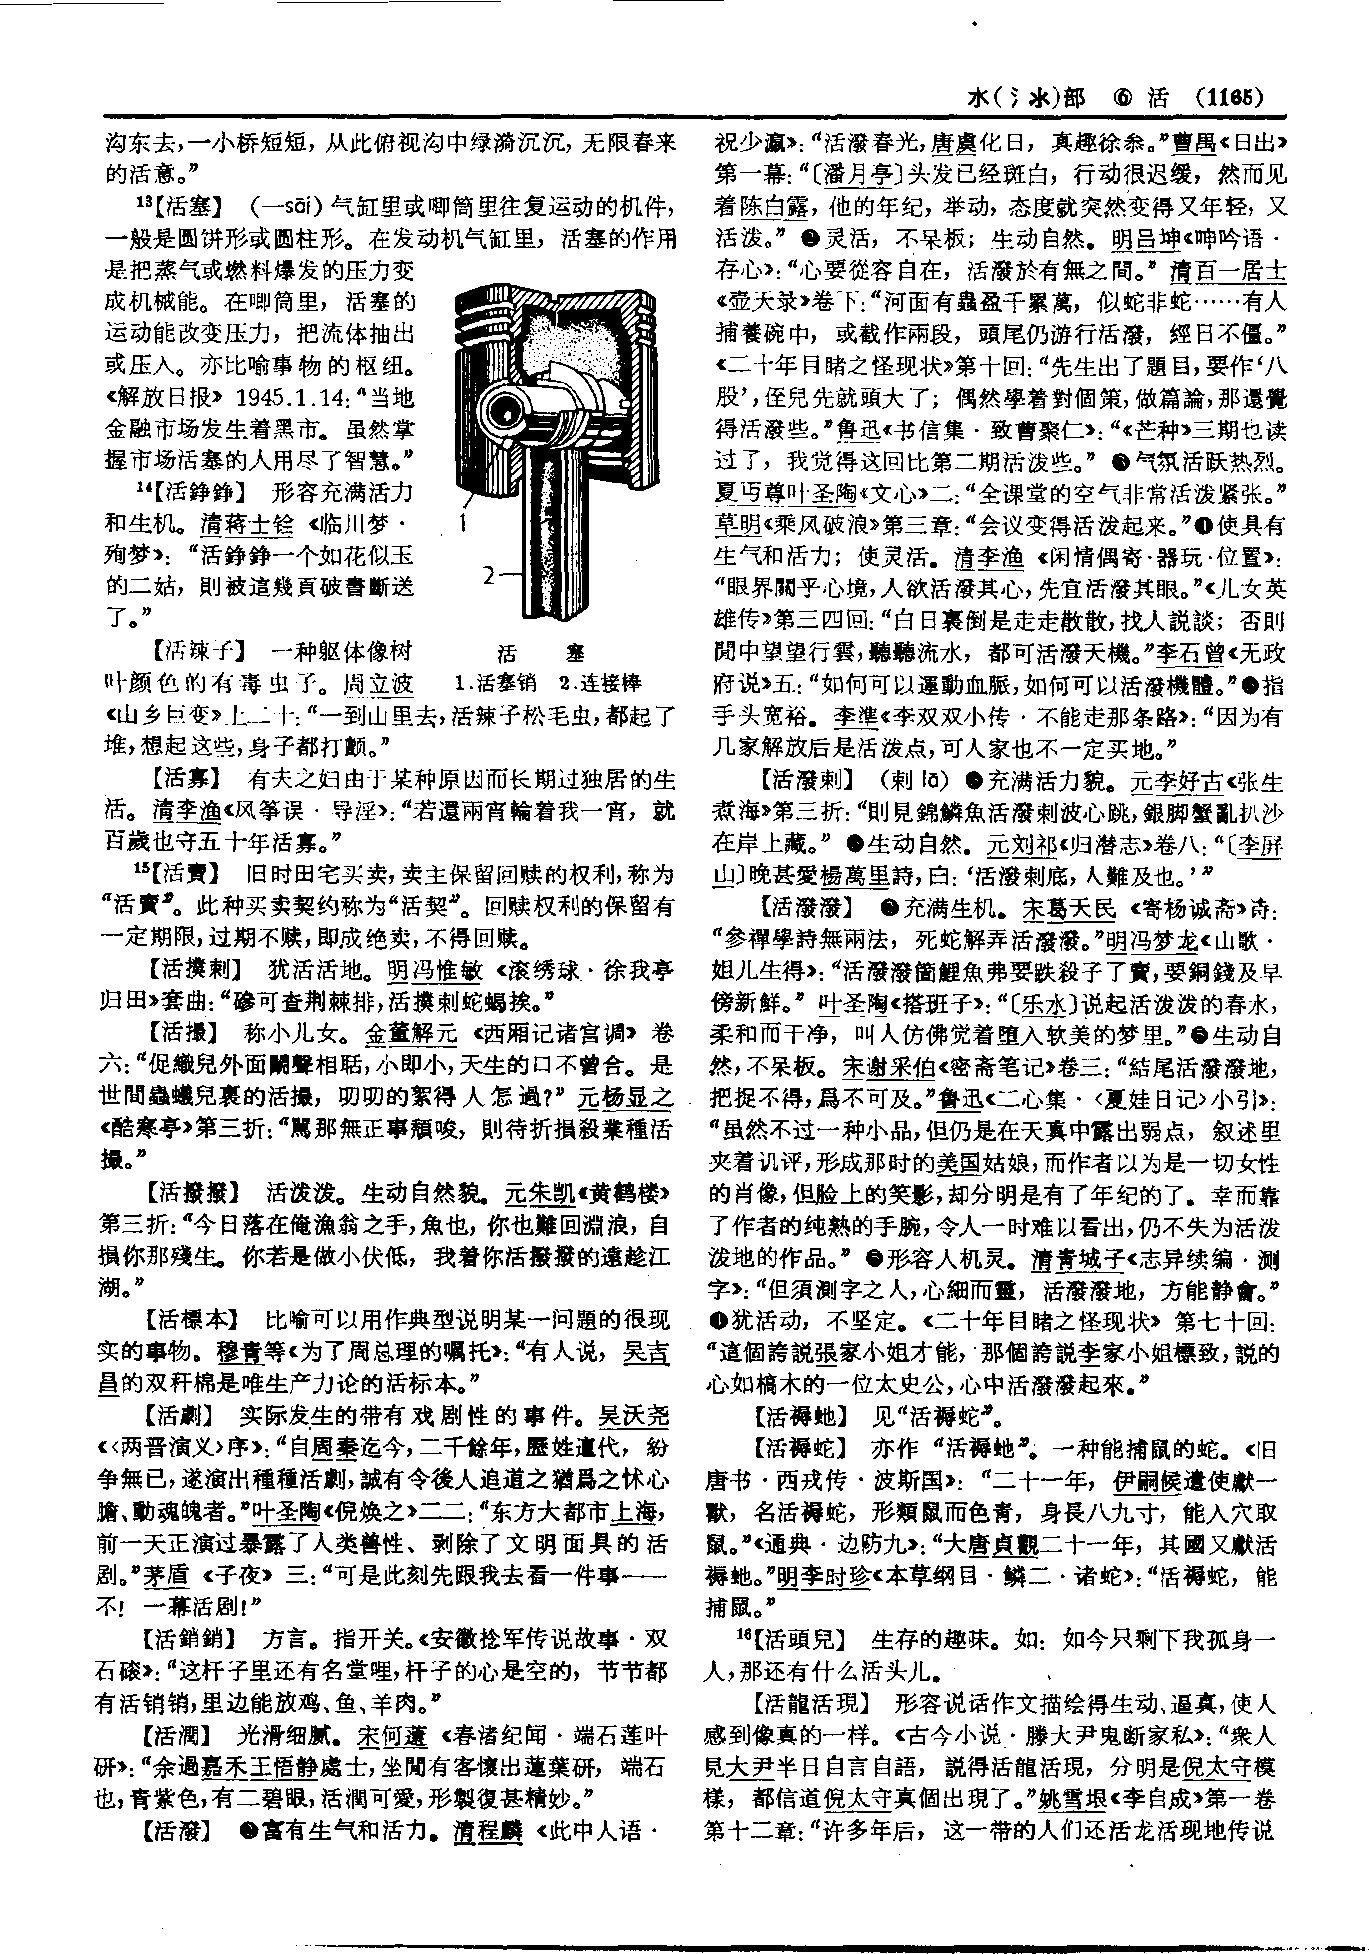 水(氵氺)部 ⑥ 活 (1165)
沟东去,一小桥短短，从此俯视沟中绿漪沉沉，无限春来
的活意。”
¹³【活塞】 (—sāi) 气缸里或唧筒里往复运动的机件，
一般是圆饼形或圆柱形。在发动机气缸里，活塞的作用
是把蒸气或燃料爆发的压力变
成机械能。在唧筒里，活塞的
运动能改变压力，把流体抽出
或压入。亦比喻事物的枢纽。
《解放日报》 1945.1.14：“当地
金融市场发生着黑市。虽然掌
握市场活塞的人用尽了智慧。”
¹⁴【活錚錚】 形容充满活力
和生机。清蒋士铨《临川梦·
殉梦》：“活錚錚一个如花似玉
的二姑，則被這幾頁破書斷送
了。”
【活辣子】 一种躯体像树
叶颜色的有毒虫子。周立波
《山乡巨变》上二十：“一到山里去，活辣子松毛虫，都起了
堆，想起这些，身子都打颤。”
1
2
活 塞
1.活塞销 2.连接棒
【活寡】 有夫之妇由于某种原因而长期过独居的生
活。清李渔《风筝误·导淫》：“若還兩宵輪着我一宵，就
百歲也守五十年活寡。”
¹⁵【活賣】 旧时田宅买卖，卖主保留回赎的权利，称为
“活賣”。此种买卖契约称为“活契”。回赎权利的保留有
一定期限，过期不赎，即成绝卖，不得回赎。
【活撲剌】 犹活活地。明冯惟敏《滚绣球·徐我亭
归田》套曲：“磣可查荆棘排，活撲剌蛇蝎挨。”
【活撮】 称小儿女。金董解元《西厢记诸宫调》卷
六：“促織兒外面鬭聲相聒，小即小，天生的口不曾合。是
世間蟲蟻兒裏的活撮，叨叨的絮得人怎過?” 元杨显之
《酷寒亭》第三折：“駡那無正事頹唆，則待折損殺業種活
撮。”
【活撥撥】 活泼泼。生动自然貌。元朱凯《黄鹤楼》
第三折：“今日落在俺漁翁之手，魚也，你也難回淵浪，自
損你那殘生。你若是做小伏低，我着你活撥撥的遠趁江
湖。”
【活標本】 比喻可以用作典型说明某一问题的很现
实的事物。穆青等《为了周总理的嘱托》：“有人说，吴吉
昌的双秆棉是唯生产力论的活标本。”
【活劇】 实际发生的带有戏剧性的事件。吴沃尧
《〈两晋演义〉序》：“自周秦迄今，二千餘年，歷姓遞代，紛
争無已，遂演出種種活劇，誠有令後人追道之猶爲之怵心
膽、動魂魄者。”叶圣陶《倪焕之》二二：“东方大都市上海，
前一天正演过暴露了人类兽性、剥除了文明面具的活
剧。”茅盾《子夜》三：“可是此刻先跟我去看一件事——
不！一幕活剧！”
【活銷銷】 方言。指开关。《安徽捻军传说故事·双
石磙》：“这杆子里还有名堂哩，杆子的心是空的，节节都
有活销销，里边能放鸡、鱼、羊肉。”
【活潤】 光滑细腻。宋何薳《春渚纪闻·端石莲叶
研》：“余過嘉禾王悟静處士，坐間有客懷出蓮葉研，端石
也，青紫色，有二碧眼，活潤可愛，形製復甚精妙。”
【活潑】 ❶富有生气和活力。清程麟《此中人语·
祝少瀛》：“活潑春光，唐虞化日，真趣徐叅。”曹禺《日出》
第一幕：“〔潘月亭〕头发已经斑白，行动很迟缓，然而见
着陈白露，他的年纪，举动，态度就突然变得又年轻，又
活泼。” ❷灵活，不呆板；生动自然。明吕坤《呻吟语·
存心》：“心要從容自在，活潑於有無之間。”清百一居士
《壶天录》卷下：“河面有蟲盈千累萬，似蛇非蛇……有人
捕養碗中，或截作兩段，頭尾仍游行活潑，經日不僵。”
《二十年目睹之怪现状》第十回：“先生出了題目，要作‘八
股’，侄兒先就頭大了；偶然學着對個策，做篇論，那還覺
得活潑些。”鲁迅《书信集·致曹聚仁》：“《芒种》三期也读
过了，我觉得这回比第二期活泼些。” ❸气氛活跃热烈。
夏丏尊叶圣陶《文心》二：“全课堂的空气非常活泼紧张。”
草明《乘风破浪》第三章：“会议变得活泼起来。”❹使具有
生气和活力；使灵活。清李渔《闲情偶寄·器玩·位置》：
“眼界關乎心境，人欲活潑其心，先宜活潑其眼。”《儿女英
雄传》第三四回：“白日裏倒是走走散散，找人説談；否則
閒中望望行雲，聽聽流水，都可活潑天機。”李石曾《无政
府说》五：“如何可以運動血脈，如何可以活潑機體。”❺指
手头宽裕。李準《李双双小传·不能走那条路》：“因为有
几家解放后是活泼点，可人家也不一定买地。”
【活潑剌】 (剌 lā) ❶充满活力貌。元李好古《张生
煮海》第三折：“則見錦鱗魚活潑剌波心跳，銀脚蟹亂扒沙
在岸上藏。” ❷生动自然。元刘祁《归潜志》卷八：“〔李屏
山〕晚甚愛楊萬里詩，曰：‘活潑剌底，人難及也。’”
【活潑潑】 ❶充满生机。宋葛天民《寄杨诚斋》诗：
“參禪學詩無兩法，死蛇解弄活潑潑。”明冯梦龙《山歌·
姐儿生得》：“活潑潑箇鯉魚弗要跌殺子了賣，要銅錢及早
傍新鮮。” 叶圣陶《搭班子》：“〔乐水〕说起活泼泼的春水，
柔和而干净，叫人仿佛觉着堕入软美的梦里。”❷生动自
然，不呆板。宋谢采伯《密斋笔记》卷三：“結尾活潑潑地，
把捉不得，爲不可及。”鲁迅《二心集·〈夏娃日记〉小引》：
“虽然不过一种小品，但仍是在天真中露出弱点，叙述里
夹着讥评，形成那时的美国姑娘，而作者以为是一切女性
的肖像，但脸上的笑影，却分明是有了年纪的了。幸而靠
了作者的纯熟的手腕，令人一时难以看出，仍不失为活泼
泼地的作品。” ❸形容人机灵。清青城子《志异续编·测
字》：“但須測字之人，心細而靈，活潑潑地，方能静會。”
❹犹活动，不坚定。《二十年目睹之怪现状》第七十回：
“這個誇説張家小姐才能，那個誇説李家小姐標致，説的
心如槁木的一位太史公，心中活潑潑起來。”
【活褥虵】 见“活褥蛇”。
【活褥蛇】 亦作“活褥虵”。一种能捕鼠的蛇。《旧
唐书·西戎传·波斯国》：“二十一年，伊嗣候遣使獻一
獸，名活褥蛇，形類鼠而色青，身長八九寸，能入穴取
鼠。”《通典·边防九》：“大唐貞觀二十一年，其國又獻活
褥虵。”明李时珍《本草纲目·鳞二·诸蛇》：“活褥蛇，能
捕鼠。”
¹⁶【活頭兒】 生存的趣味。如：如今只剩下我孤身一
人，那还有什么活头儿。
【活龍活現】 形容说话作文描绘得生动、逼真，使人
感到像真的一样。《古今小说·滕大尹鬼断家私》：“衆人
見大尹半日自言自語，説得活龍活現，分明是倪太守模
樣，都信道倪太守真個出現了。”姚雪垠《李自成》第一卷
第十二章：“许多年后，这一带的人们还活龙活现地传说